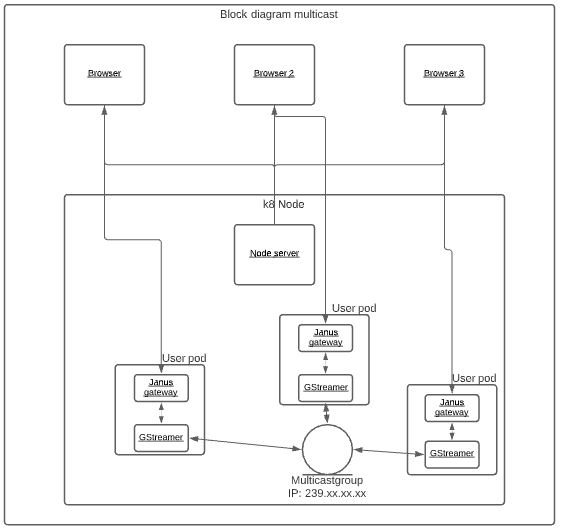 Block diagram multicast
Browser
Browser 2
Browser 3
k8 Node
Node server
User pod
Janus
gateway
GStreamer
User pod
Janus
gateway
GStreamer
User pod
Janus
gateway
GStreamer
Multicastgroup
IP: 239.xx.xx.xx